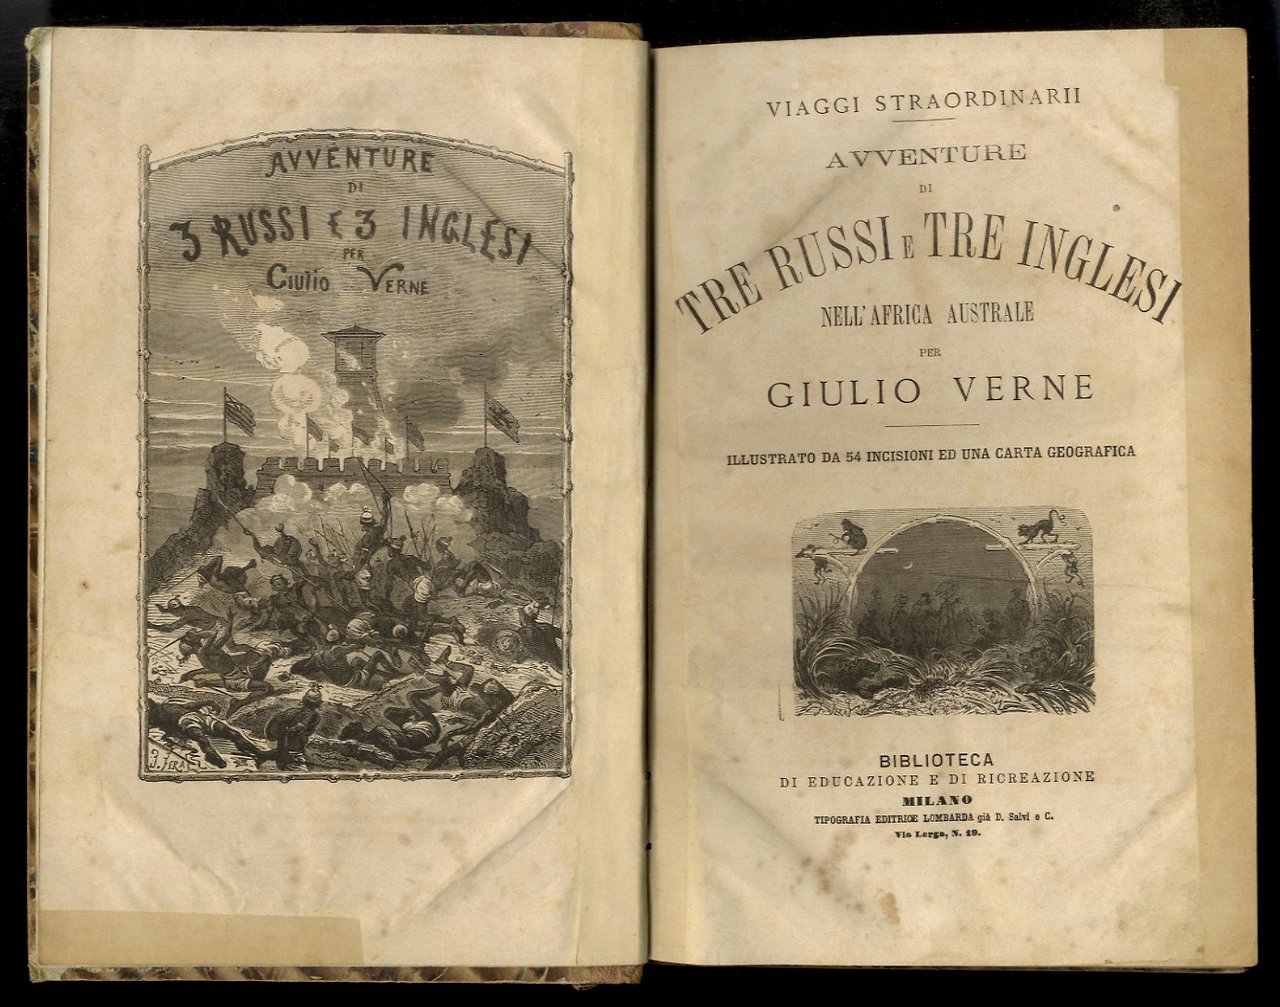 AVVENTURE
DI
3 RUSSI E 3 INGLESI
PER
Giulio Verne
J. FERAT
VIAGGI STRAORDINARII
AVVENTURE
DI
TRE RUSSI E TRE INGLESI
NELL'AFRICA AUSTRALE
PER
GIULIO VERNE
ILLUSTRATO DA 54 INCISIONI ED UNA CARTA GEOGRAFICA
BIBLIOTECA
DI EDUCAZIONE E DI RICREAZIONE
MILANO
TIPOGRAFIA EDITRICE LOMBARDA già D. Salvi e C.
Via Larga, N. 19.